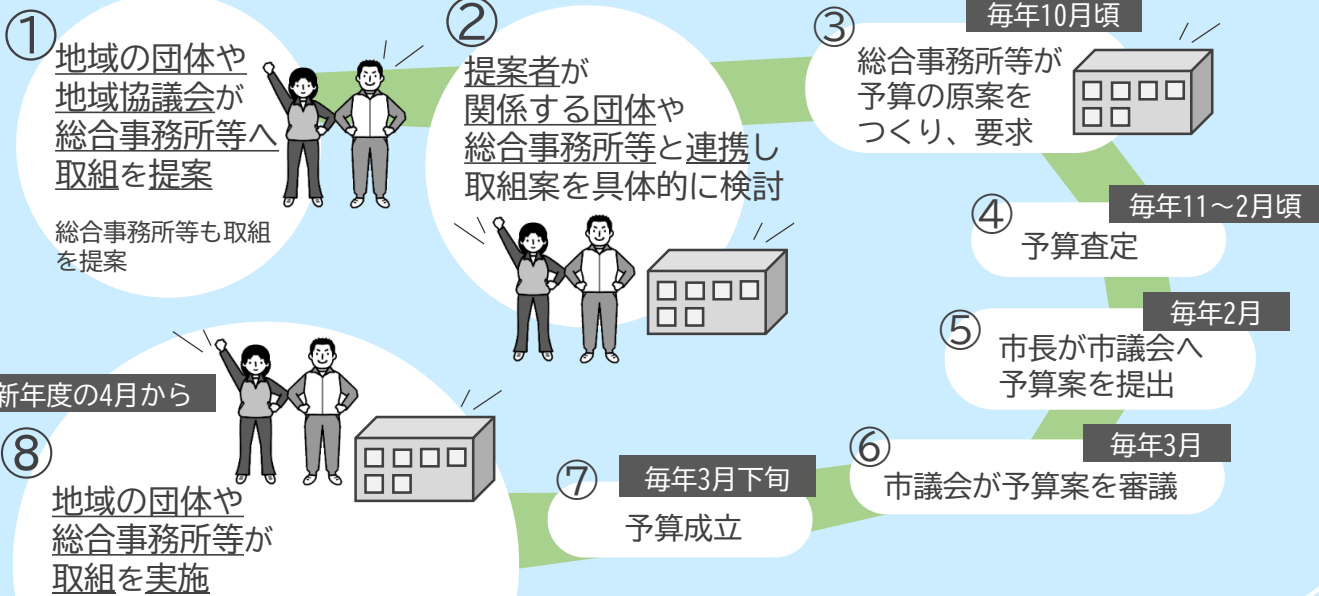 ①
地域の団体や
地域協議会が
総合事務所等へ
取組を提案
総合事務所等も取組
を提案
②
提案者が
関係する団体や
総合事務所等と連携し
取組案を具体的に検討
毎年10月頃
③
総合事務所等が
予算の原案を
つくり、要求
毎年11～2月頃
④
予算査定
毎年2月
⑤
市長が市議会へ
予算案を提出
毎年3月
⑥
市議会が予算案を審議
毎年3月下旬
⑦
予算成立
新年度の4月から
⑧
地域の団体や
総合事務所等が
取組を実施